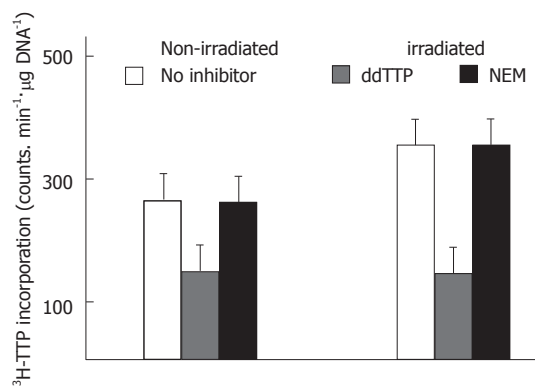 ³H-TTP incorporation (counts. min⁻¹·µg DNA⁻¹)
500
300
100
Non-irradiated irradiated
No inhibitor ddTTP NEM